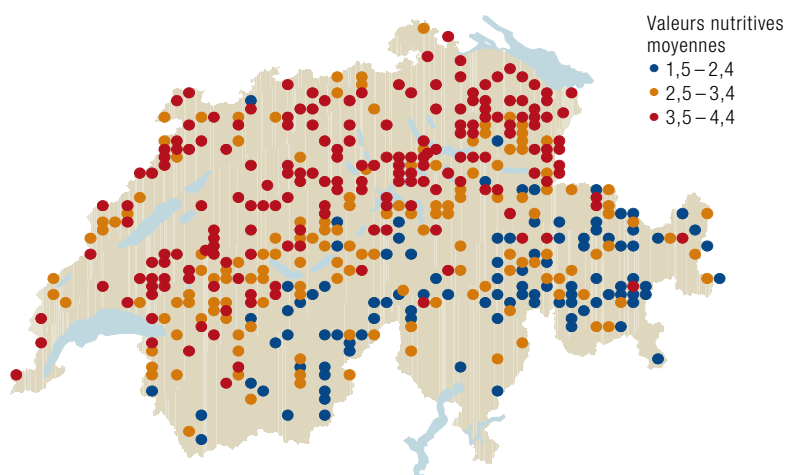 Valeurs nutritives
moyennes
1,5 – 2,4
2,5 – 3,4
3,5 – 4,4